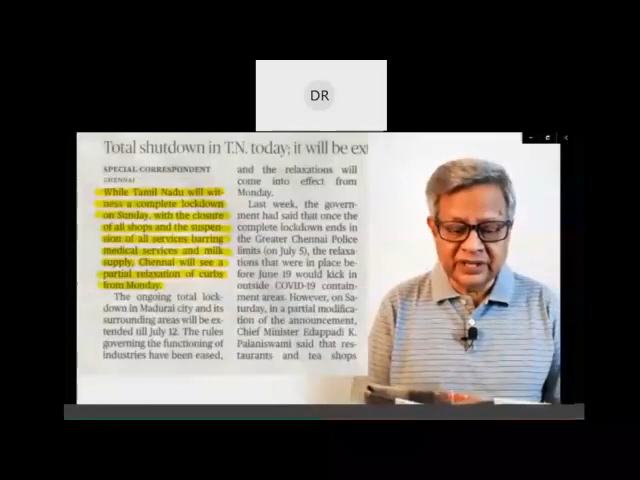 DR
Total shutdown in T.N. today; it will be ex
SPECIAL CORRESPONDENT
CHENNAI
While Tamil Nadu will wit-
ness a complete lockdown
on Sunday, with the closure
of all shops and the suspen-
sion of all services barring
medical services and milk
supply, Chennai will see a
partial relaxation of curbs
from Monday.
The ongoing total lock-
down in Madurai city and its
surrounding areas will be ex-
tended till July 12. The rules
governing the functioning of
industries have been eased,
and the relaxations will
come into effect from
Monday.
Last week, the govern-
ment had said that once the
complete lockdown ends in
the Greater Chennai Police
limits (on July 5), the relaxa-
tions that were in place be-
fore June 19 would kick in
outside COVID-19 contain-
ment areas. However, on Sa-
turday, in a partial modifica-
tion of the announcement,
Chief Minister Edappadi K.
Palaniswami said that res-
taurants and tea shops